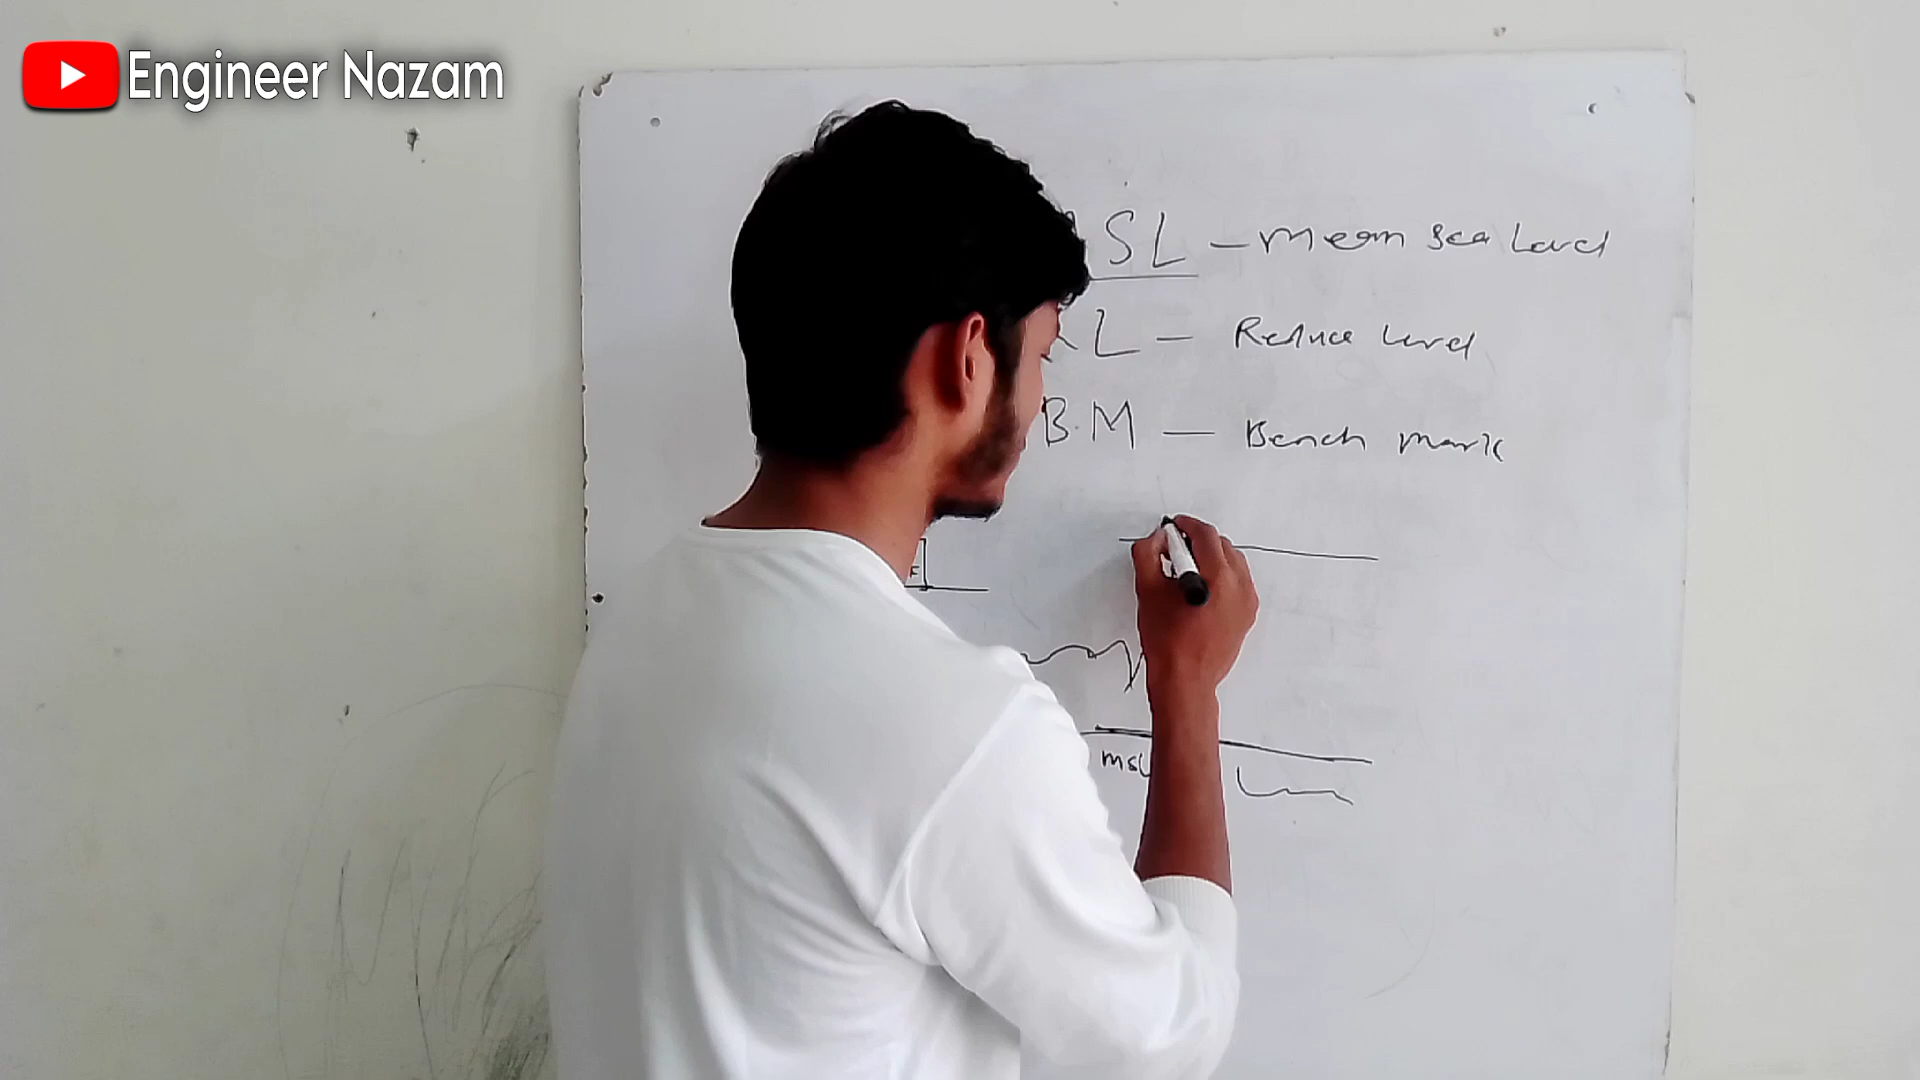 Engineer Nazam
SL — Mean Sea Level
L — Reduce Level
B.M — Bench Mark
F
MSL